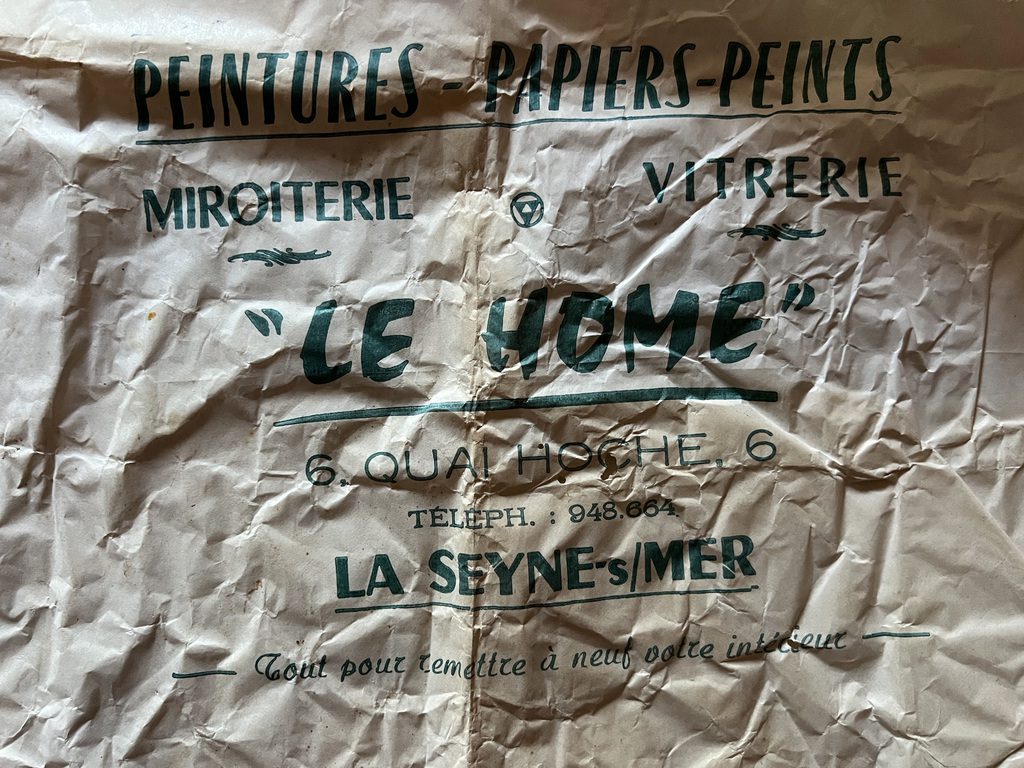 PEINTURES - PAPIERS-PEINTS
MIROITERIE VITRERIE
"LE HOME"
6, QUAI HOCHE, 6
TÉLÉPH. : 948.664
LA SEYNE-s/MER
— Tout pour remettre à neuf votre intérieur —